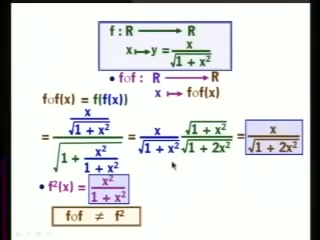 f : R ⟶ R
x ↦ y = x / √(1 + x²)
• fof : R ⟶ R
x ↦ fof(x)
fof(x) = f(f(x))
= (x / √(1 + x²)) / √(1 + x² / (1 + x²)) = x / √(1 + x²) √(1 + x²) / √(1 + 2x²) = x / √(1 + 2x²)
• f²(x) = x² / (1 + x²)
fof ≠ f²